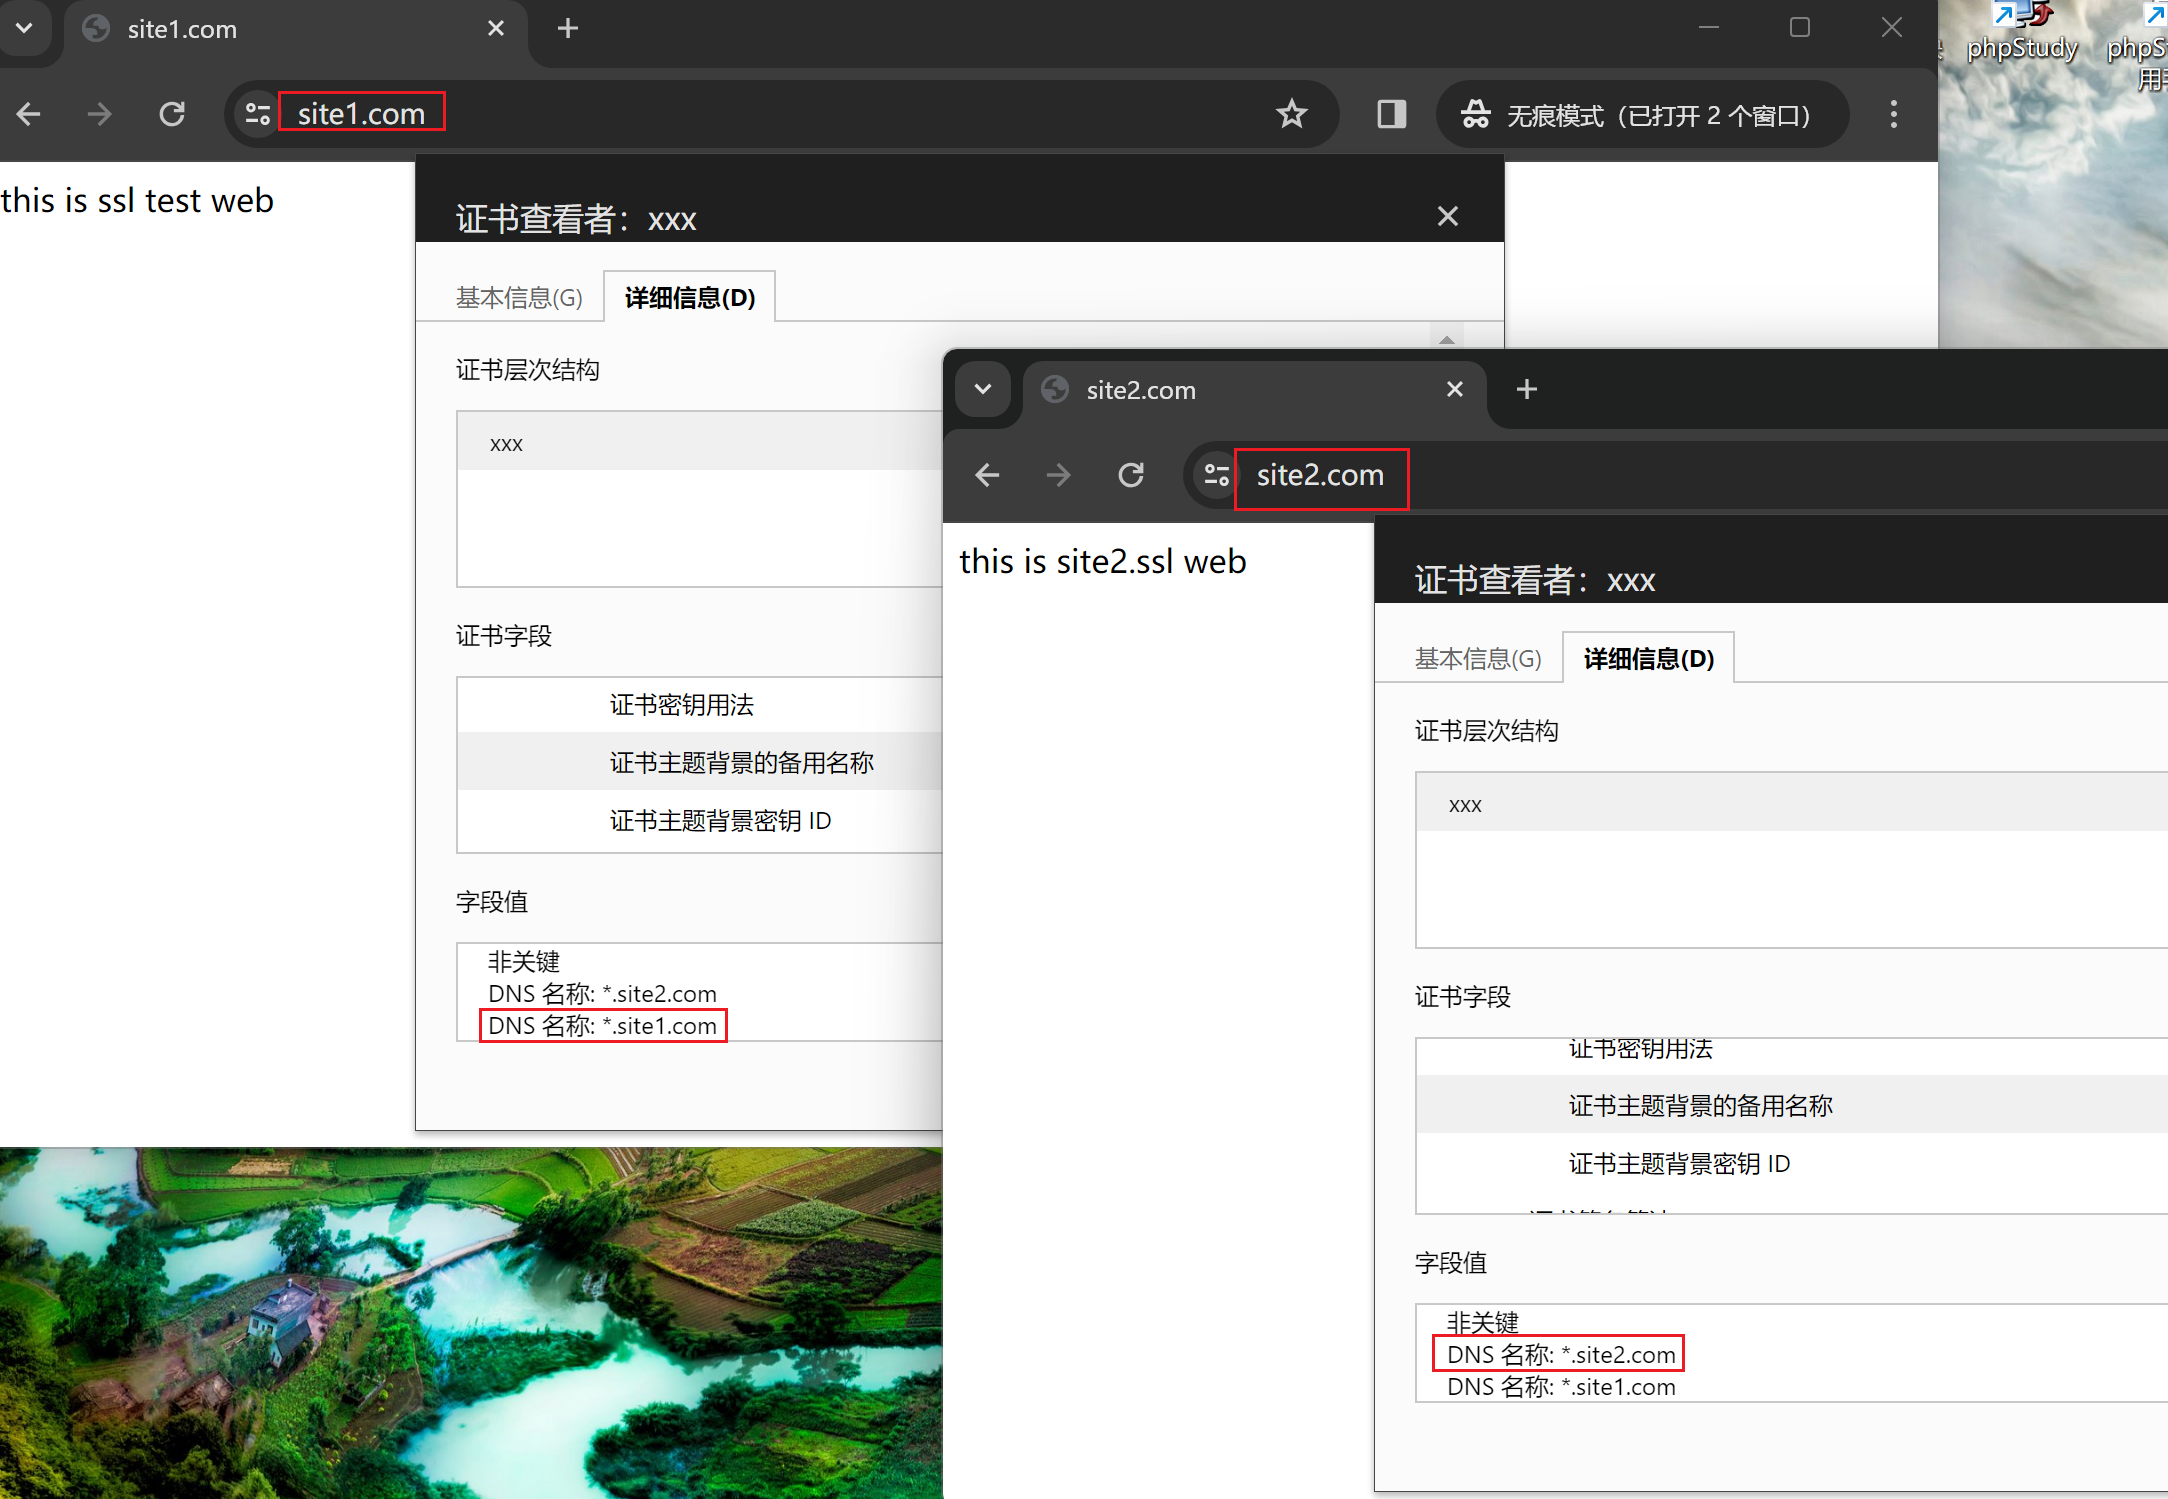 site1.com
site1.com
无痕模式（已打开 2 个窗口）
phpStudy
this is ssl test web
证书查看者：xxx
基本信息(G)
详细信息(D)
证书层次结构
xxx
证书字段
证书密钥用法
证书主题背景的备用名称
证书主题背景密钥 ID
字段值
非关键
DNS 名称: *.site2.com
DNS 名称: *.site1.com
site2.com
site2.com
this is site2.ssl web
证书查看者：xxx
基本信息(G)
详细信息(D)
证书层次结构
xxx
证书字段
证书密钥用法
证书主题背景的备用名称
证书主题背景密钥 ID
字段值
非关键
DNS 名称: *.site2.com
DNS 名称: *.site1.com